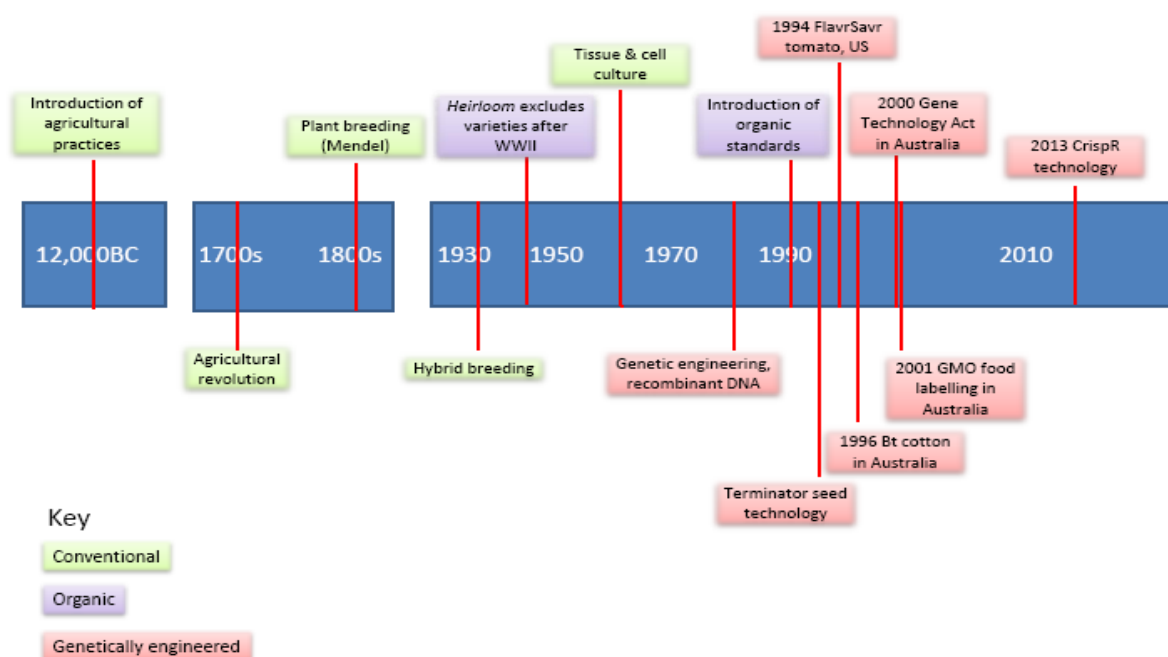 1994 FlavrSavr
tomato, US
Tissue & cell
culture
Introduction of
agricultural
practices
Plant breeding
(Mendel)
Heirloom excludes
varieties after
WWII
Introduction of
organic
standards
2000 Gene
Technology Act
in Australia
2013 CrispR
technology
12,000BC
1700s
1800s
1930
1950
1970
1990
2010
Agricultural
revolution
Hybrid breeding
Genetic engineering,
recombinant DNA
2001 GMO food
labelling in
Australia
1996 Bt cotton
in Australia
Terminator seed
technology
Key
Conventional
Organic
Genetically engineered